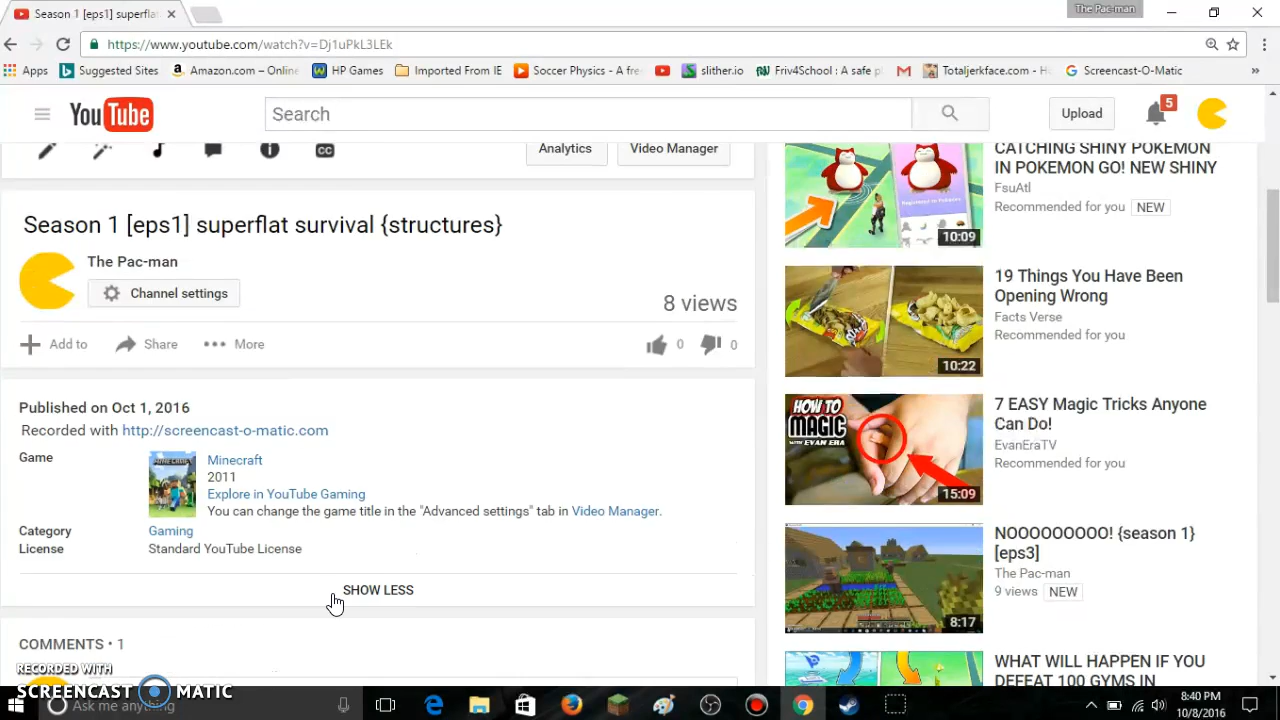 Season 1 [eps1] superflat
The Pac-man
https://www.youtube.com/watch?v=Dj1uPkL3LEk
Apps
Suggested Sites
Amazon.com – Online
HP Games
Imported From IE
Soccer Physics - A fre
slither.io
Friv4School : A safe p
Totaljerkface.com - H
Screencast-O-Matic
»
YouTube
Search
Upload
5
CC
Analytics
Video Manager
Season 1 [eps1] superflat survival {structures}
The Pac-man
Channel settings
8 views
Add to
Share
More
0
0
Published on Oct 1, 2016
Recorded with http://screencast-o-matic.com
Game
Minecraft
2011
Explore in YouTube Gaming
You can change the game title in the "Advanced settings" tab in Video Manager.
Category
Gaming
License
Standard YouTube License
SHOW LESS
COMMENTS • 1
CATCHING SHINY POKEMON
IN POKEMON GO! NEW SHINY
FsuAtl
Recommended for you NEW
10:09
19 Things You Have Been
Opening Wrong
Facts Verse
Recommended for you
10:22
7 EASY Magic Tricks Anyone
Can Do!
EvanEraTV
Recommended for you
HOW TO
MAGIC
WITH EVAN ERA
15:09
NOOOOOOOOO! {season 1}
[eps3]
The Pac-man
9 views NEW
8:17
WHAT WILL HAPPEN IF YOU
DEFEAT 100 GYMS IN
RECORDED WITH
SCREENCAST MATIC
Ask me anything
8:40 PM
10/8/2016